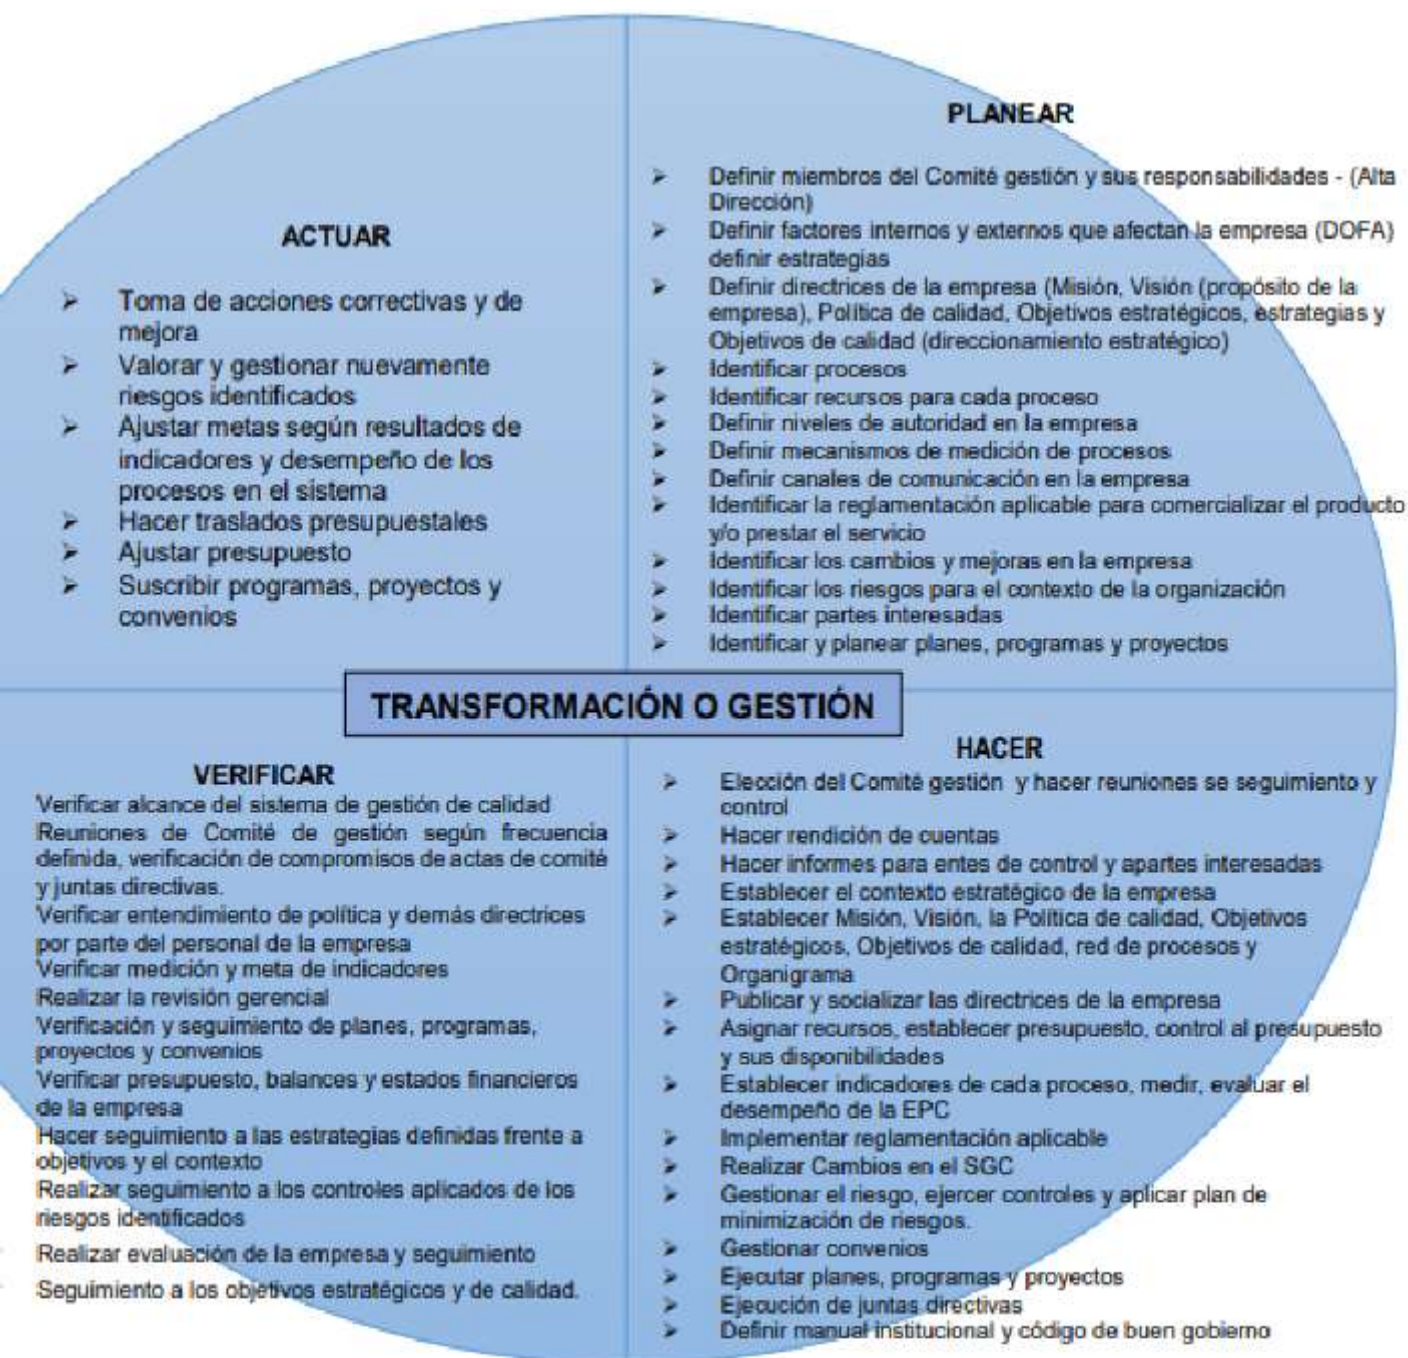 PLANEAR
➢ Definir miembros del Comité gestión y sus responsabilidades - (Alta
Dirección)
➢ Definir factores internos y externos que afectan la empresa (DOFA)
definir estrategias
➢ Definir directrices de la empresa (Misión, Visión (propósito de la
empresa), Política de calidad, Objetivos estratégicos, estrategias y
Objetivos de calidad (direccionamiento estratégico)
➢ Identificar procesos
➢ Identificar recursos para cada proceso
➢ Definir niveles de autoridad en la empresa
➢ Definir mecanismos de medición de procesos
➢ Definir canales de comunicación en la empresa
➢ Identificar la reglamentación aplicable para comercializar el producto
y/o prestar el servicio
➢ Identificar los cambios y mejoras en la empresa
➢ Identificar los riesgos para el contexto de la organización
➢ Identificar partes interesadas
➢ Identificar y planear planes, programas y proyectos
ACTUAR
➢ Toma de acciones correctivas y de
mejora
➢ Valorar y gestionar nuevamente
riesgos identificados
➢ Ajustar metas según resultados de
indicadores y desempeño de los
procesos en el sistema
➢ Hacer traslados presupuestales
➢ Ajustar presupuesto
➢ Suscribir programas, proyectos y
convenios
TRANSFORMACIÓN O GESTIÓN
HACER
➢ Elección del Comité gestión y hacer reuniones se seguimiento y
control
➢ Hacer rendición de cuentas
➢ Hacer informes para entes de control y apartes interesadas
➢ Establecer el contexto estratégico de la empresa
➢ Establecer Misión, Visión, la Política de calidad, Objetivos
estratégicos, Objetivos de calidad, red de procesos y
Organigrama
➢ Publicar y socializar las directrices de la empresa
➢ Asignar recursos, establecer presupuesto, control al presupuesto
y sus disponibilidades
➢ Establecer indicadores de cada proceso, medir, evaluar el
desempeño de la EPC
➢ Implementar reglamentación aplicable
➢ Realizar Cambios en el SGC
➢ Gestionar el riesgo, ejercer controles y aplicar plan de
minimización de riesgos.
➢ Gestionar convenios
➢ Ejecutar planes, programas y proyectos
➢ Ejecución de juntas directivas
➢ Definir manual institucional y código de buen gobierno
VERIFICAR
Verificar alcance del sistema de gestión de calidad
Reuniones de Comité de gestión según frecuencia
definida, verificación de compromisos de actas de comité
y juntas directivas.
Verificar entendimiento de política y demás directrices
por parte del personal de la empresa
Verificar medición y meta de indicadores
Realizar la revisión gerencial
Verificación y seguimiento de planes, programas,
proyectos y convenios
Verificar presupuesto, balances y estados financieros
de la empresa
Hacer seguimiento a las estrategias definidas frente a
objetivos y el contexto
Realizar seguimiento a los controles aplicados de los
riesgos identificados
Realizar evaluación de la empresa y seguimiento
Seguimiento a los objetivos estratégicos y de calidad.